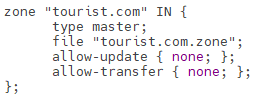 zone "tourist.com" IN {
      type master;
      file "tourist.com.zone";
      allow-update { none; };
      allow-transfer { none; };
};